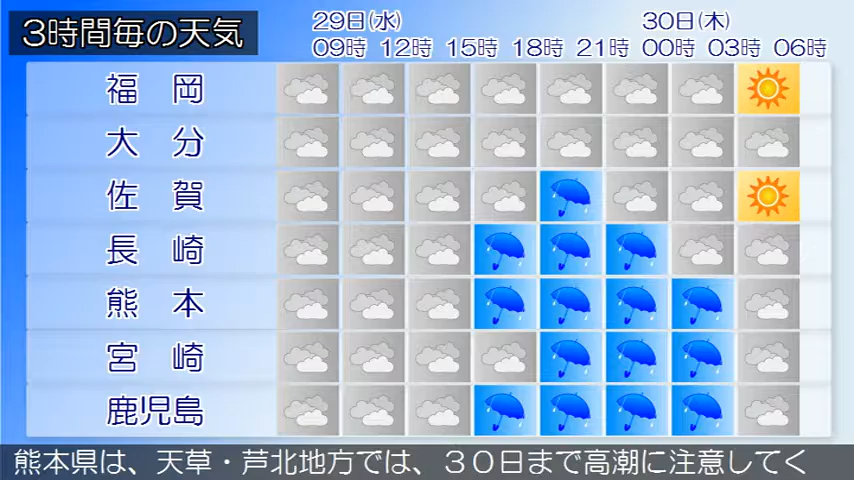 3時間毎の天気
29日(水) 30日(木)
09時 12時 15時 18時 21時 00時 03時 06時
福岡
大分
佐賀
長崎
熊本
宮崎
鹿児島
熊本県は、天草・芦北地方では、３０日まで高潮に注意してく